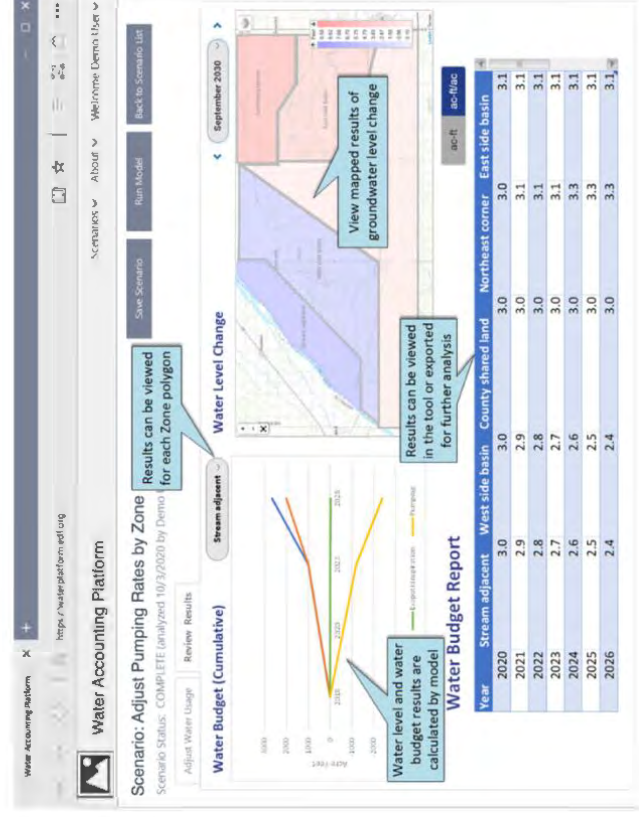 Water Accounting Platform × +
https://waterplatform.edf.org
Water Accounting Platform
Scenarios About Welcome Demo User
Scenario: Adjust Pumping Rates by Zone
Save Scenario Run Model Back to Scenario List
Scenario Status: COMPLETE (analyzed 10/3/2020 by Demo
Adjust Water Usage Review Results
Results can be viewed
for each Zone polygon
Water Budget (Cumulative)
Stream adjacent
Water Level Change
September 2030
Acre-Feet
2000
1000
0
-1000
-2000
Evapotranspiration Pumping
View mapped results of
groundwater level change
Water level and water
budget results are
calculated by model
Results can be viewed
in the tool or exported
for further analysis
Water Budget Report
ac-ft ac-ft/ac
Year Stream adjacent West side basin County shared land Northeast corner East side basin
2020 3.0 3.0 3.0 3.0 3.1
2021 2.9 2.9 3.0 3.1 3.1
2022 2.8 2.8 3.0 3.1 3.1
2023 2.7 2.7 3.0 3.1 3.1
2024 2.6 2.6 3.0 3.3 3.1
2025 2.5 2.5 3.0 3.3 3.1
2026 2.4 2.4 3.0 3.3 3.1